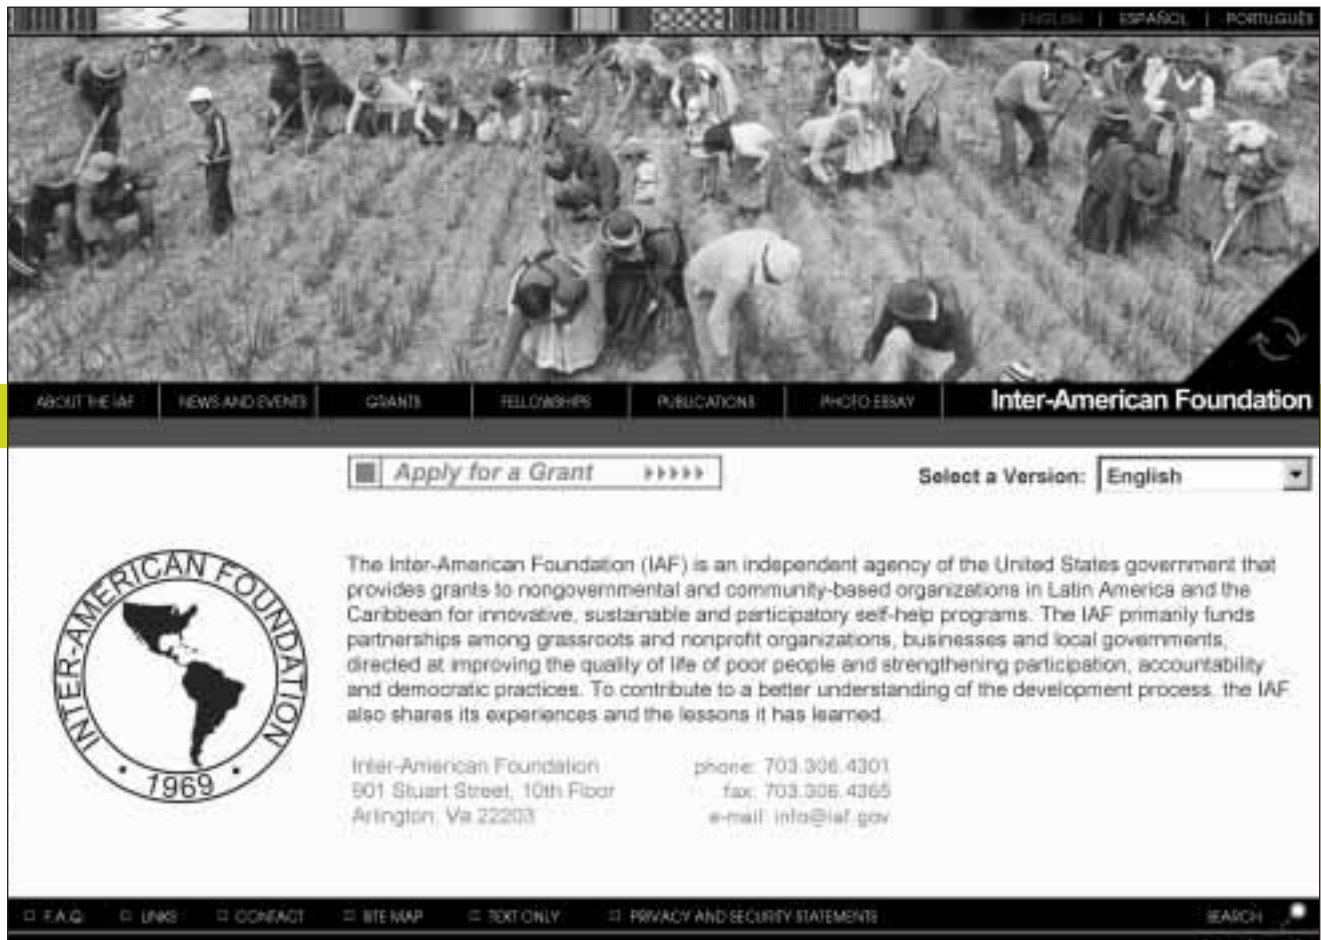 ENGLISH | ESPAÑOL | PORTUGUÊS
ABOUT THE IAF NEWS AND EVENTS GRANTS FELLOWSHIPS PUBLICATIONS PHOTO ESSAY Inter-American Foundation
Apply for a Grant
Select a Version: English
INTER-AMERICAN FOUNDATION
1969
The Inter-American Foundation (IAF) is an independent agency of the United States government that
provides grants to nongovernmental and community-based organizations in Latin America and the
Caribbean for innovative, sustainable and participatory self-help programs. The IAF primarily funds
partnerships among grassroots and nonprofit organizations, businesses and local governments,
directed at improving the quality of life of poor people and strengthening participation, accountability
and democratic practices. To contribute to a better understanding of the development process, the IAF
also shares its experiences and the lessons it has learned.
Inter-American Foundation
901 Stuart Street, 10th Floor
Arlington, Va 22203
phone: 703.306.4301
fax: 703.306.4365
e-mail: info@iaf.gov
F.A.Q. LINKS CONTACT SITE MAP TEXT ONLY PRIVACY AND SECURITY STATEMENTS SEARCH